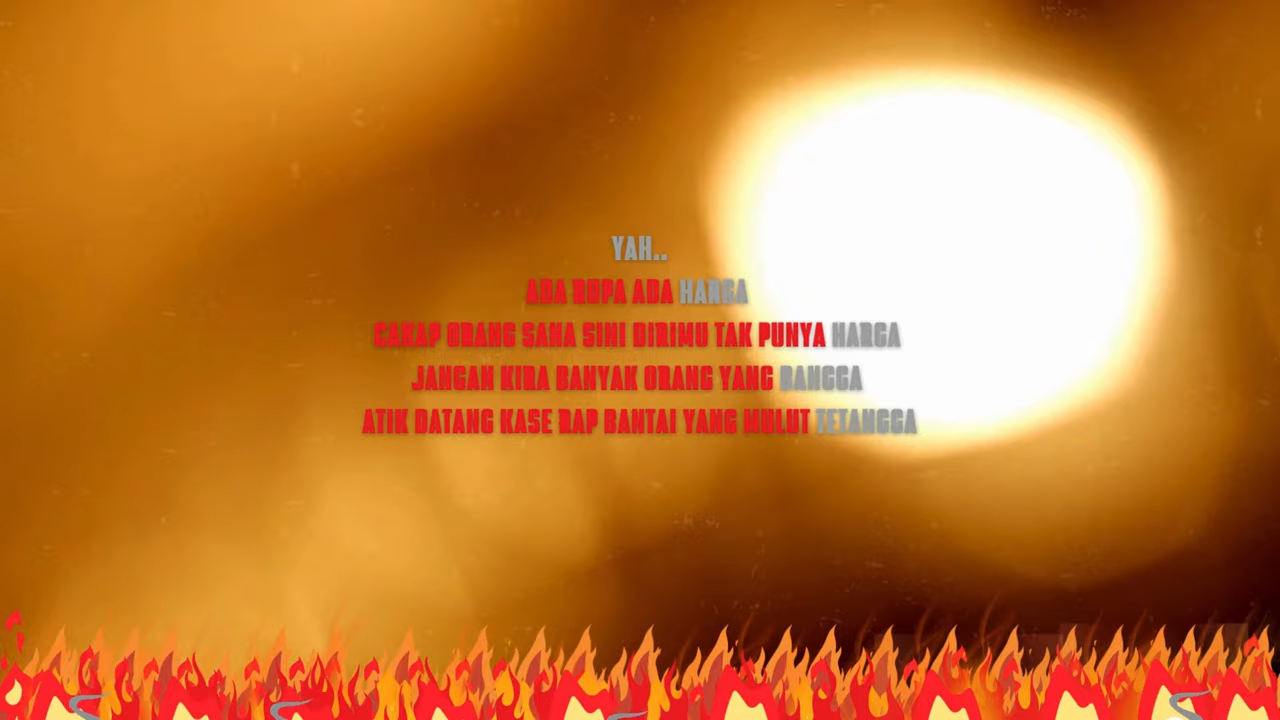 YAH..
ADA RUPA ADA HARGA
CAKAP ORANG SANA SINI DIRIMU TAK PUNYA HARGA
JANGAN KIRA BANYAK ORANG YANG BANGGA
ATIK DATANG KASE RAP BANTAI YANG MULUT TETANGGA